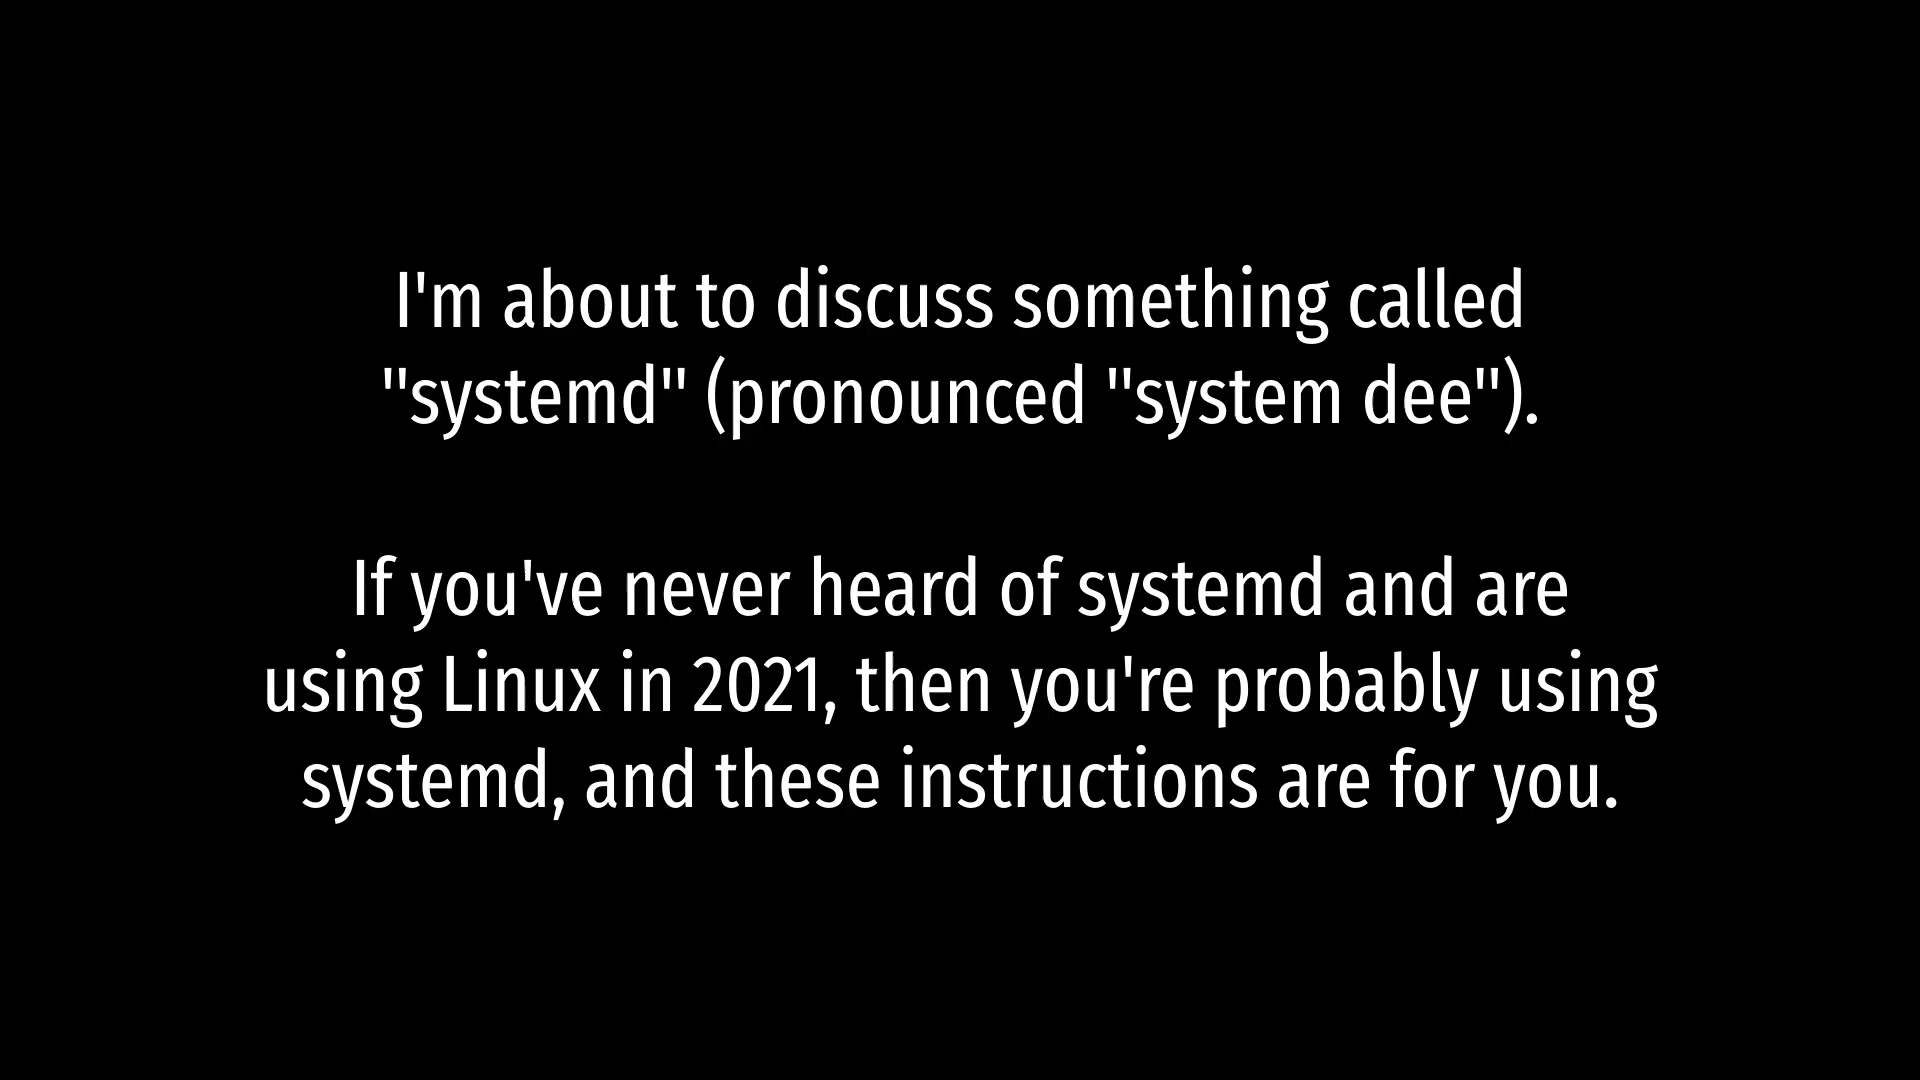 I'm about to discuss something called
"systemd" (pronounced "system dee").
If you've never heard of systemd and are
using Linux in 2021, then you're probably using
systemd, and these instructions are for you.